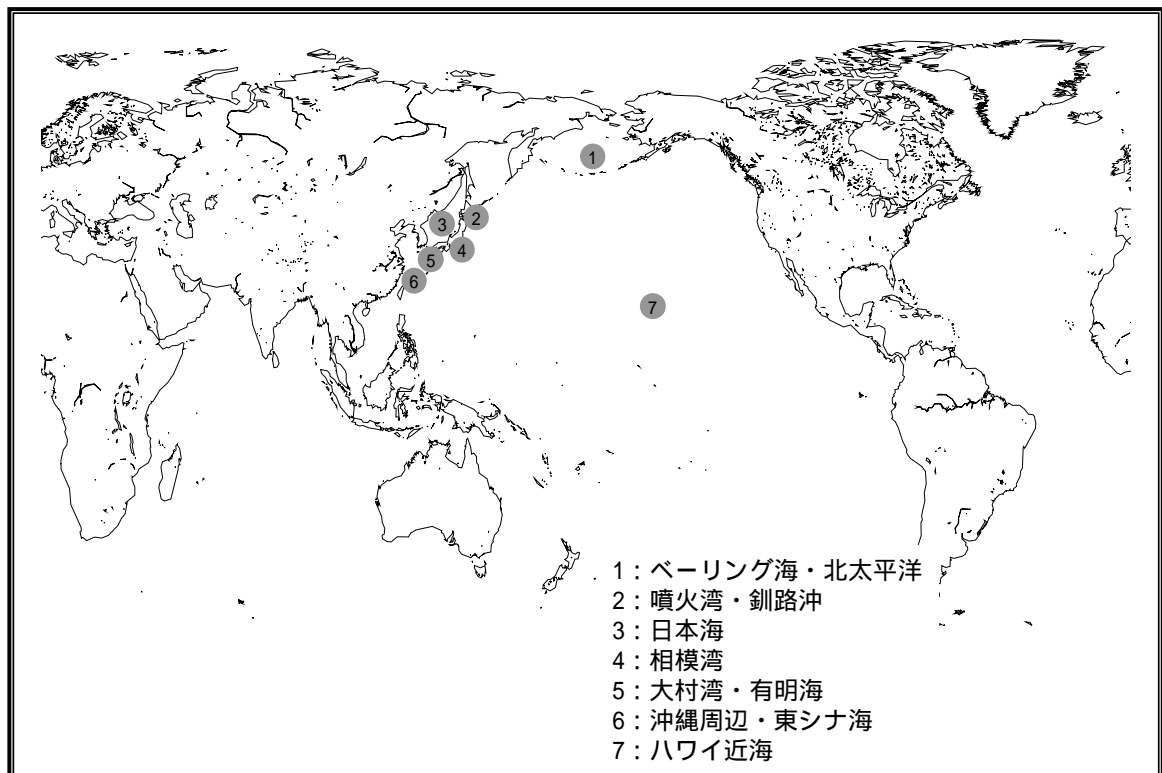 1
2
3
4
5
6
7
1：ベーリング海・北太平洋
2：噴火湾・釧路沖
3：日本海
4：相模湾
5：大村湾・有明海
6：沖縄周辺・東シナ海
7：ハワイ近海